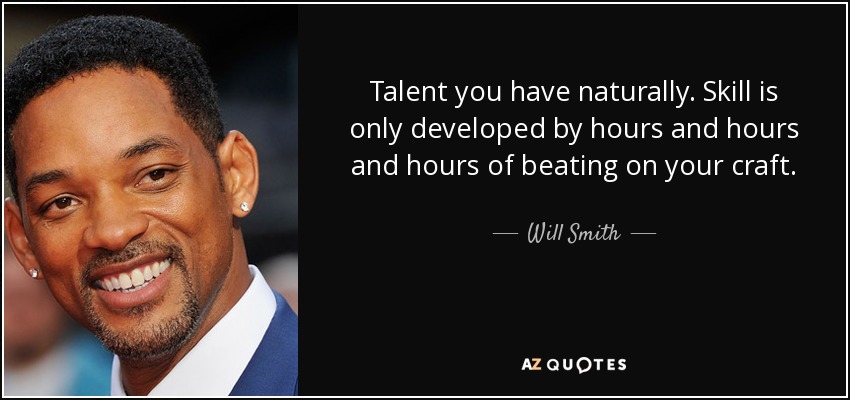 Talent you have naturally. Skill is
only developed by hours and hours
and hours of beating on your craft.
Will Smith
AZ QUOTES